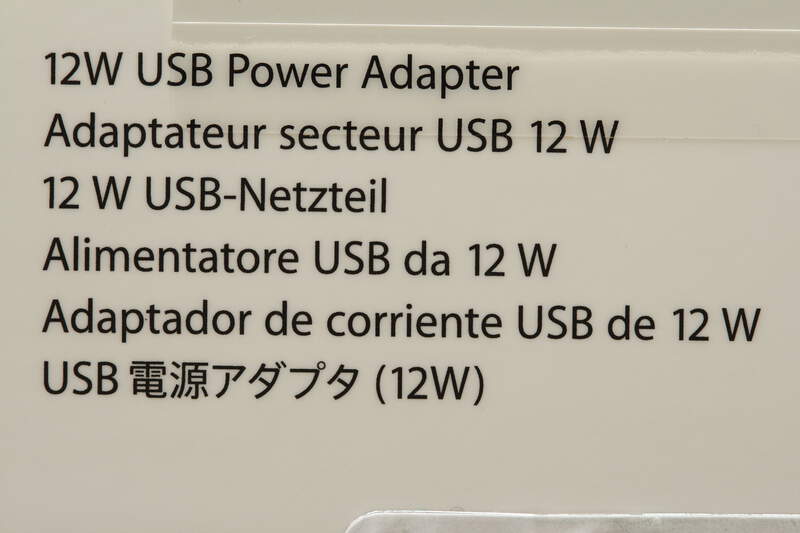 12W USB Power Adapter
Adaptateur secteur USB 12 W
12 W USB-Netzteil
Alimentatore USB da 12 W
Adaptador de corriente USB de 12 W
USB 電源アダプタ (12W)